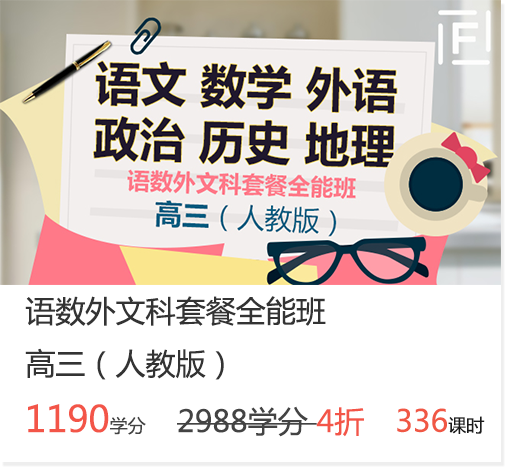 语文 数学 外语
政治 历史 地理
语数外文科套餐全能班
高三（人教版）
F
语数外文科套餐全能班
高三（人教版）
1190学分 2988学分 4折 336课时